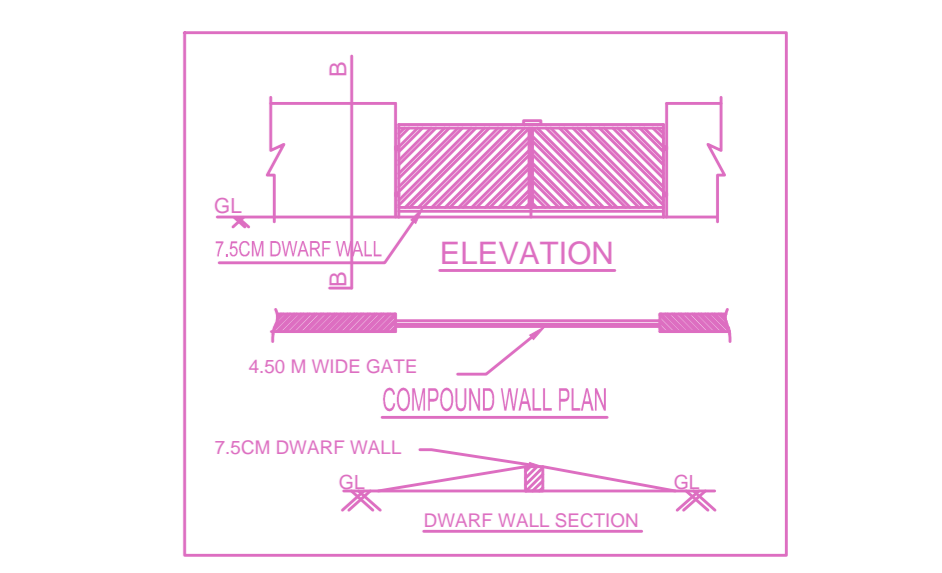 B
GL
7.5CM DWARF WALL
ELEVATION
B
4.50 M WIDE GATE
COMPOUND WALL PLAN
7.5CM DWARF WALL
GL
GL
DWARF WALL SECTION